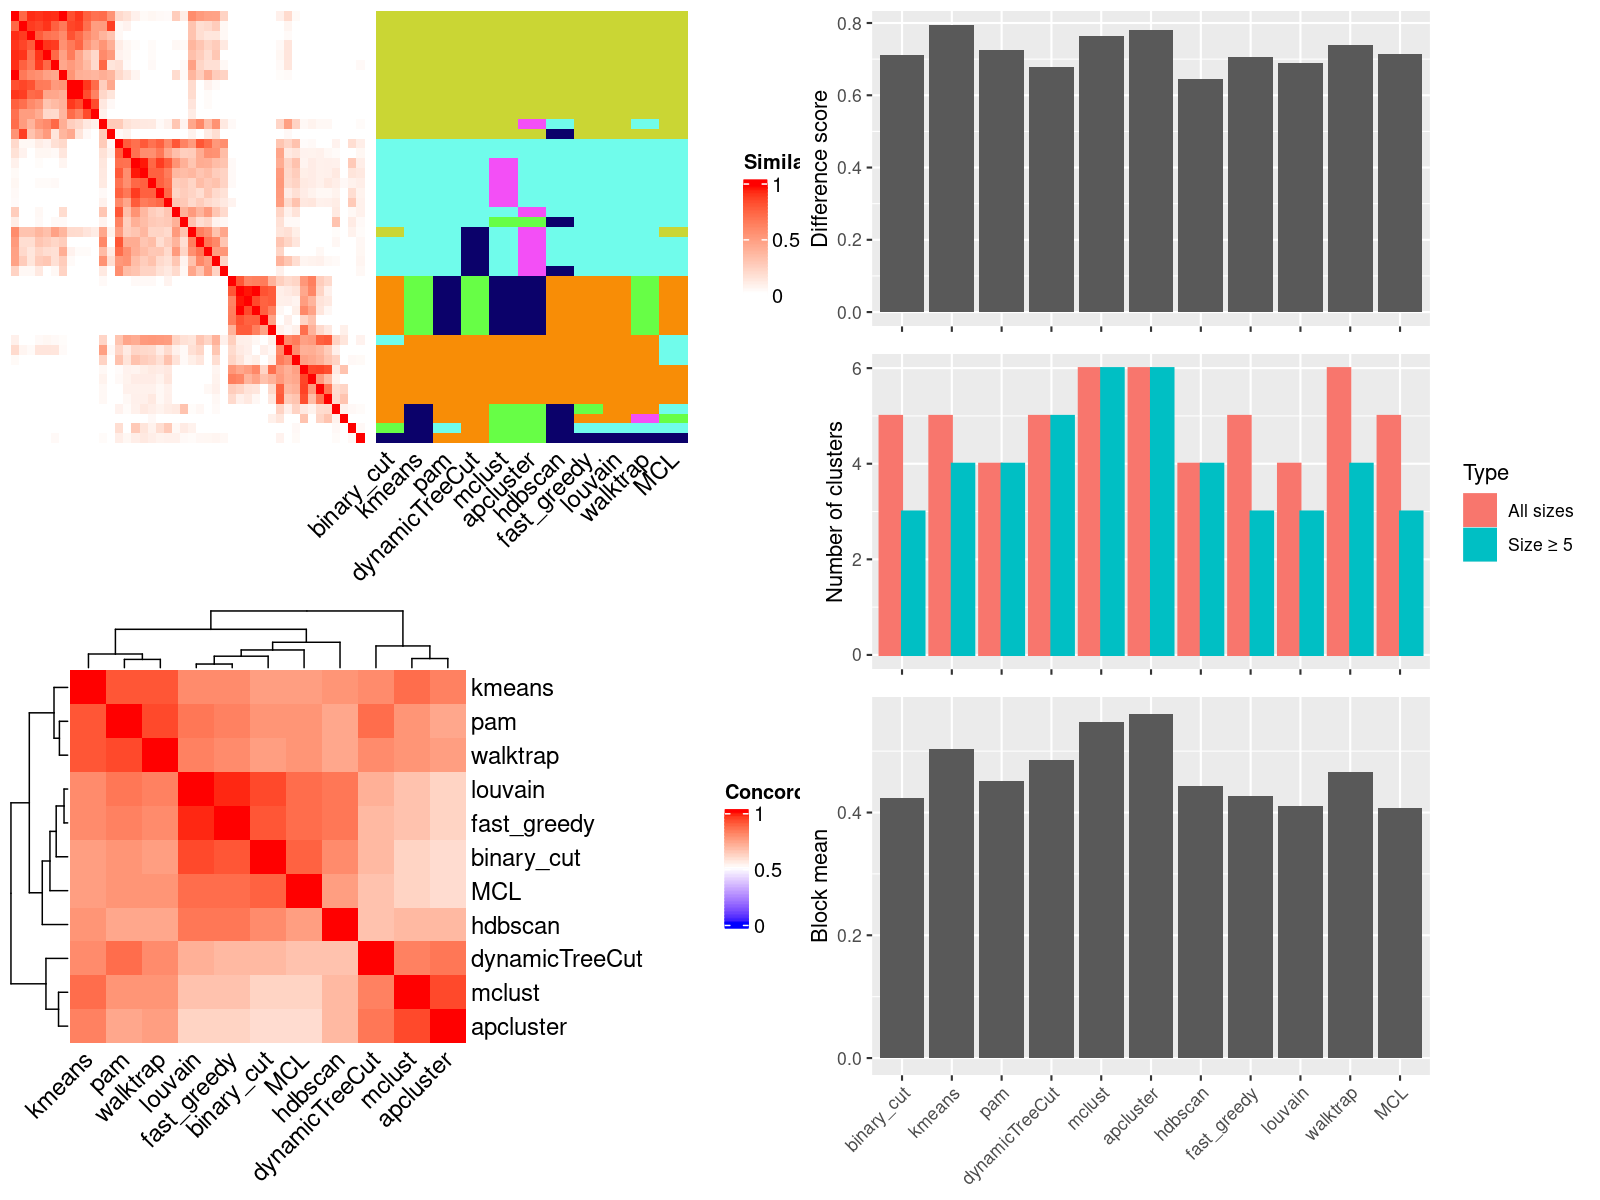 Simila
1
0.5
0
binary_cut
kmeans
pam
dynamicTreeCut
mclust
apcluster
hdbscan
fast_greedy
louvain
walktrap
MCL
kmeans
pam
walktrap
louvain
fast_greedy
binary_cut
MCL
hdbscan
dynamicTreeCut
mclust
apcluster
Concord
1
0.5
0
kmeans
pam
walktrap
louvain
fast_greedy
binary_cut
MCL
hdbscan
dynamicTreeCut
mclust
apcluster
Difference score
0.8
0.6
0.4
0.2
0.0
Number of clusters
6
4
2
0
Type
All sizes
Size ≥ 5
Block mean
0.4
0.2
0.0
binary_cut
kmeans
pam
dynamicTreeCut
mclust
apcluster
hdbscan
fast_greedy
louvain
walktrap
MCL